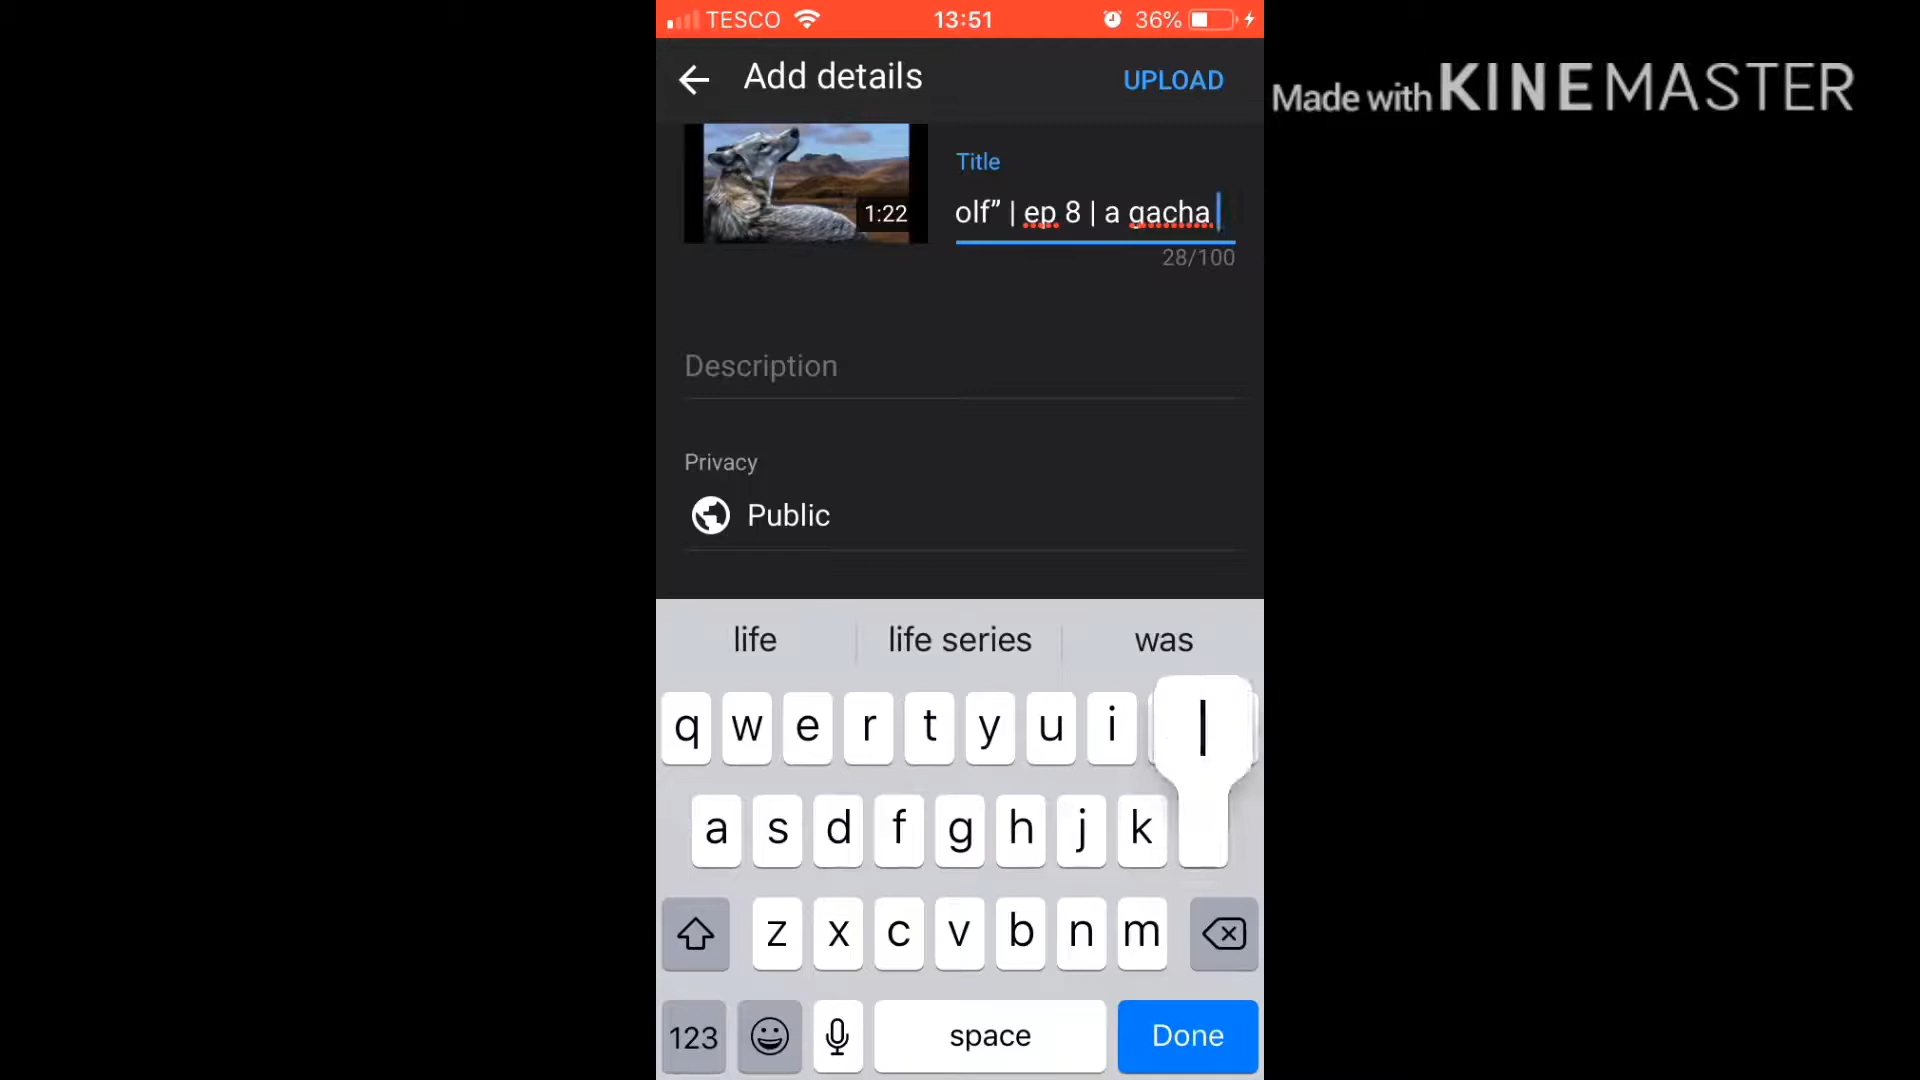 TESCO 13:51 36%
Add details UPLOAD
Made with KINEMASTER
Title
olf” | ep 8 | a gacha
1:22
28/100
Description
Privacy
Public
life life series was
q w e r t y u i l
a s d f g h j k
z x c v b n m
123 space Done